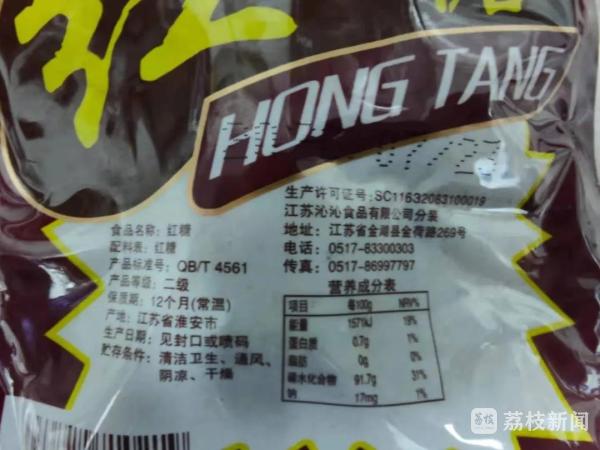 红糖
HONG TANG
生产许可证号:SC11632083100019
江苏沁沁食品有限公司分装
地址: 江苏省金湖县金荷路269号
电话: 0517-83300303
传真: 0517-86997797
食品名称: 红糖
配料表: 红糖
产品标准号: QB/T 4561
产品等级: 二级
保质期: 12个月(常温)
产地: 江苏省淮安市
生产日期: 见封口或喷码
贮存条件: 清洁卫生、通风、
阴凉、干燥
营养成分表
项目 每100g NRV%
能量 1571kJ 19%
蛋白质 0.7g 1%
脂肪 0g 0%
碳水化合物 91.7g 31%
钠 17mg 1%
荔枝 荔枝新闻